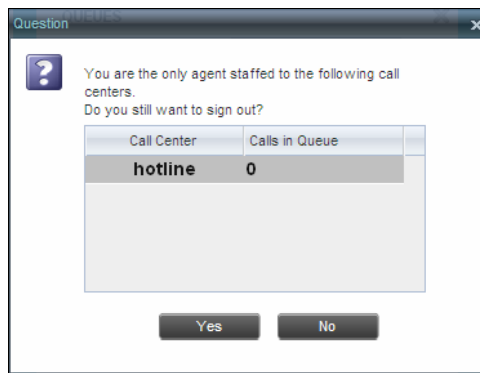 QUEUES
Question
You are the only agent staffed to the following call
centers.
Do you still want to sign out?
Call Center Calls in Queue
hotline 0
Yes No